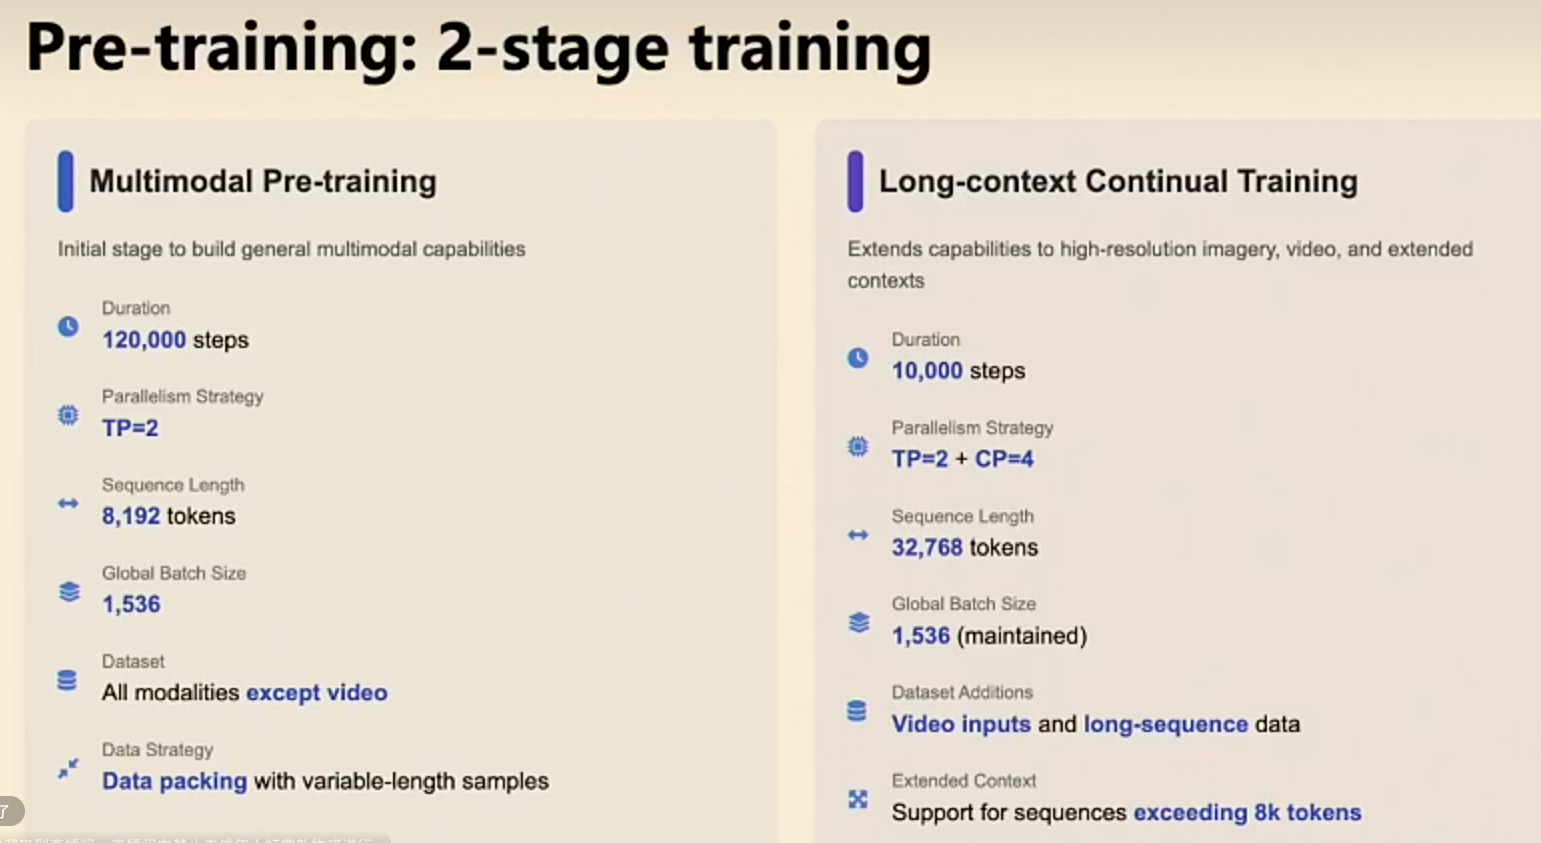 Pre-training: 2-stage training
Multimodal Pre-training
Initial stage to build general multimodal capabilities
Duration
120,000 steps
Parallelism Strategy
TP=2
Sequence Length
8,192 tokens
Global Batch Size
1,536
Dataset
All modalities except video
Data Strategy
Data packing with variable-length samples
Long-context Continual Training
Extends capabilities to high-resolution imagery, video, and extended
contexts
Duration
10,000 steps
Parallelism Strategy
TP=2 + CP=4
Sequence Length
32,768 tokens
Global Batch Size
1,536 (maintained)
Dataset Additions
Video inputs and long-sequence data
Extended Context
Support for sequences exceeding 8k tokens
了